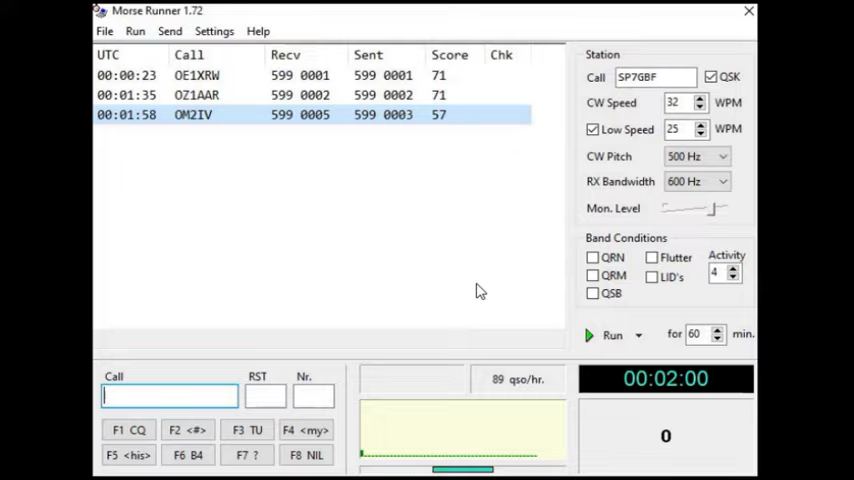 Morse Runner 1.72
File Run Send Settings Help
UTC Call Recv Sent Score Chk
00:00:23 OE1XRW 599 0001 599 0001 71
00:01:35 OZ1AAR 599 0002 599 0002 71
00:01:58 OM2IV 599 0005 599 0003 57
Station
Call SP7GBF QSK
CW Speed 32 WPM
Low Speed 25 WPM
CW Pitch 500 Hz
RX Bandwidth 600 Hz
Mon. Level
Band Conditions
QRN Flutter Activity
QRM LID's 4
QSB
Run for 60 min.
Call RST Nr.
89 qso/hr.
00:02:00
F1 CQ F2 <#> F3 TU F4 <my>
F5 <his> F6 B4 F7 ? F8 NIL
0